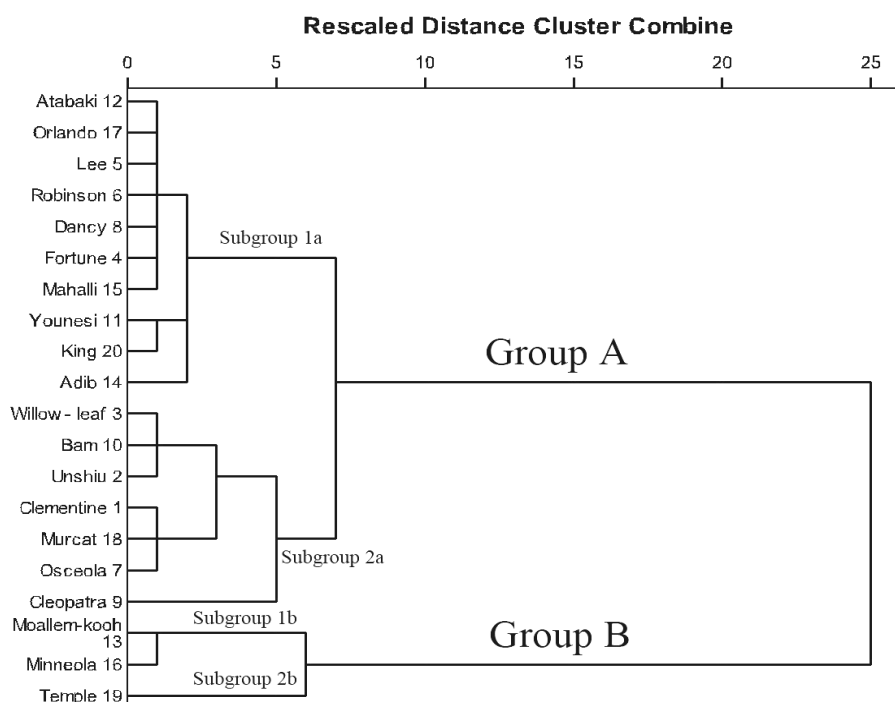 Rescaled Distance Cluster Combine
0 5 10 15 20 25
Atabaki 12
Orlando 17
Lee 5
Robinson 6
Dancy 8
Subgroup 1a
Fortune 4
Mahalli 15
Younesi 11
King 20
Group A
Adib 14
Willow - leaf 3
Bam 10
Unshiu 2
Clementine 1
Murcat 18
Subgroup 2a
Osceola 7
Cleopatra 9
Subgroup 1b
Moallem-kooh
13
Group B
Minneola 16
Subgroup 2b
Temple 19